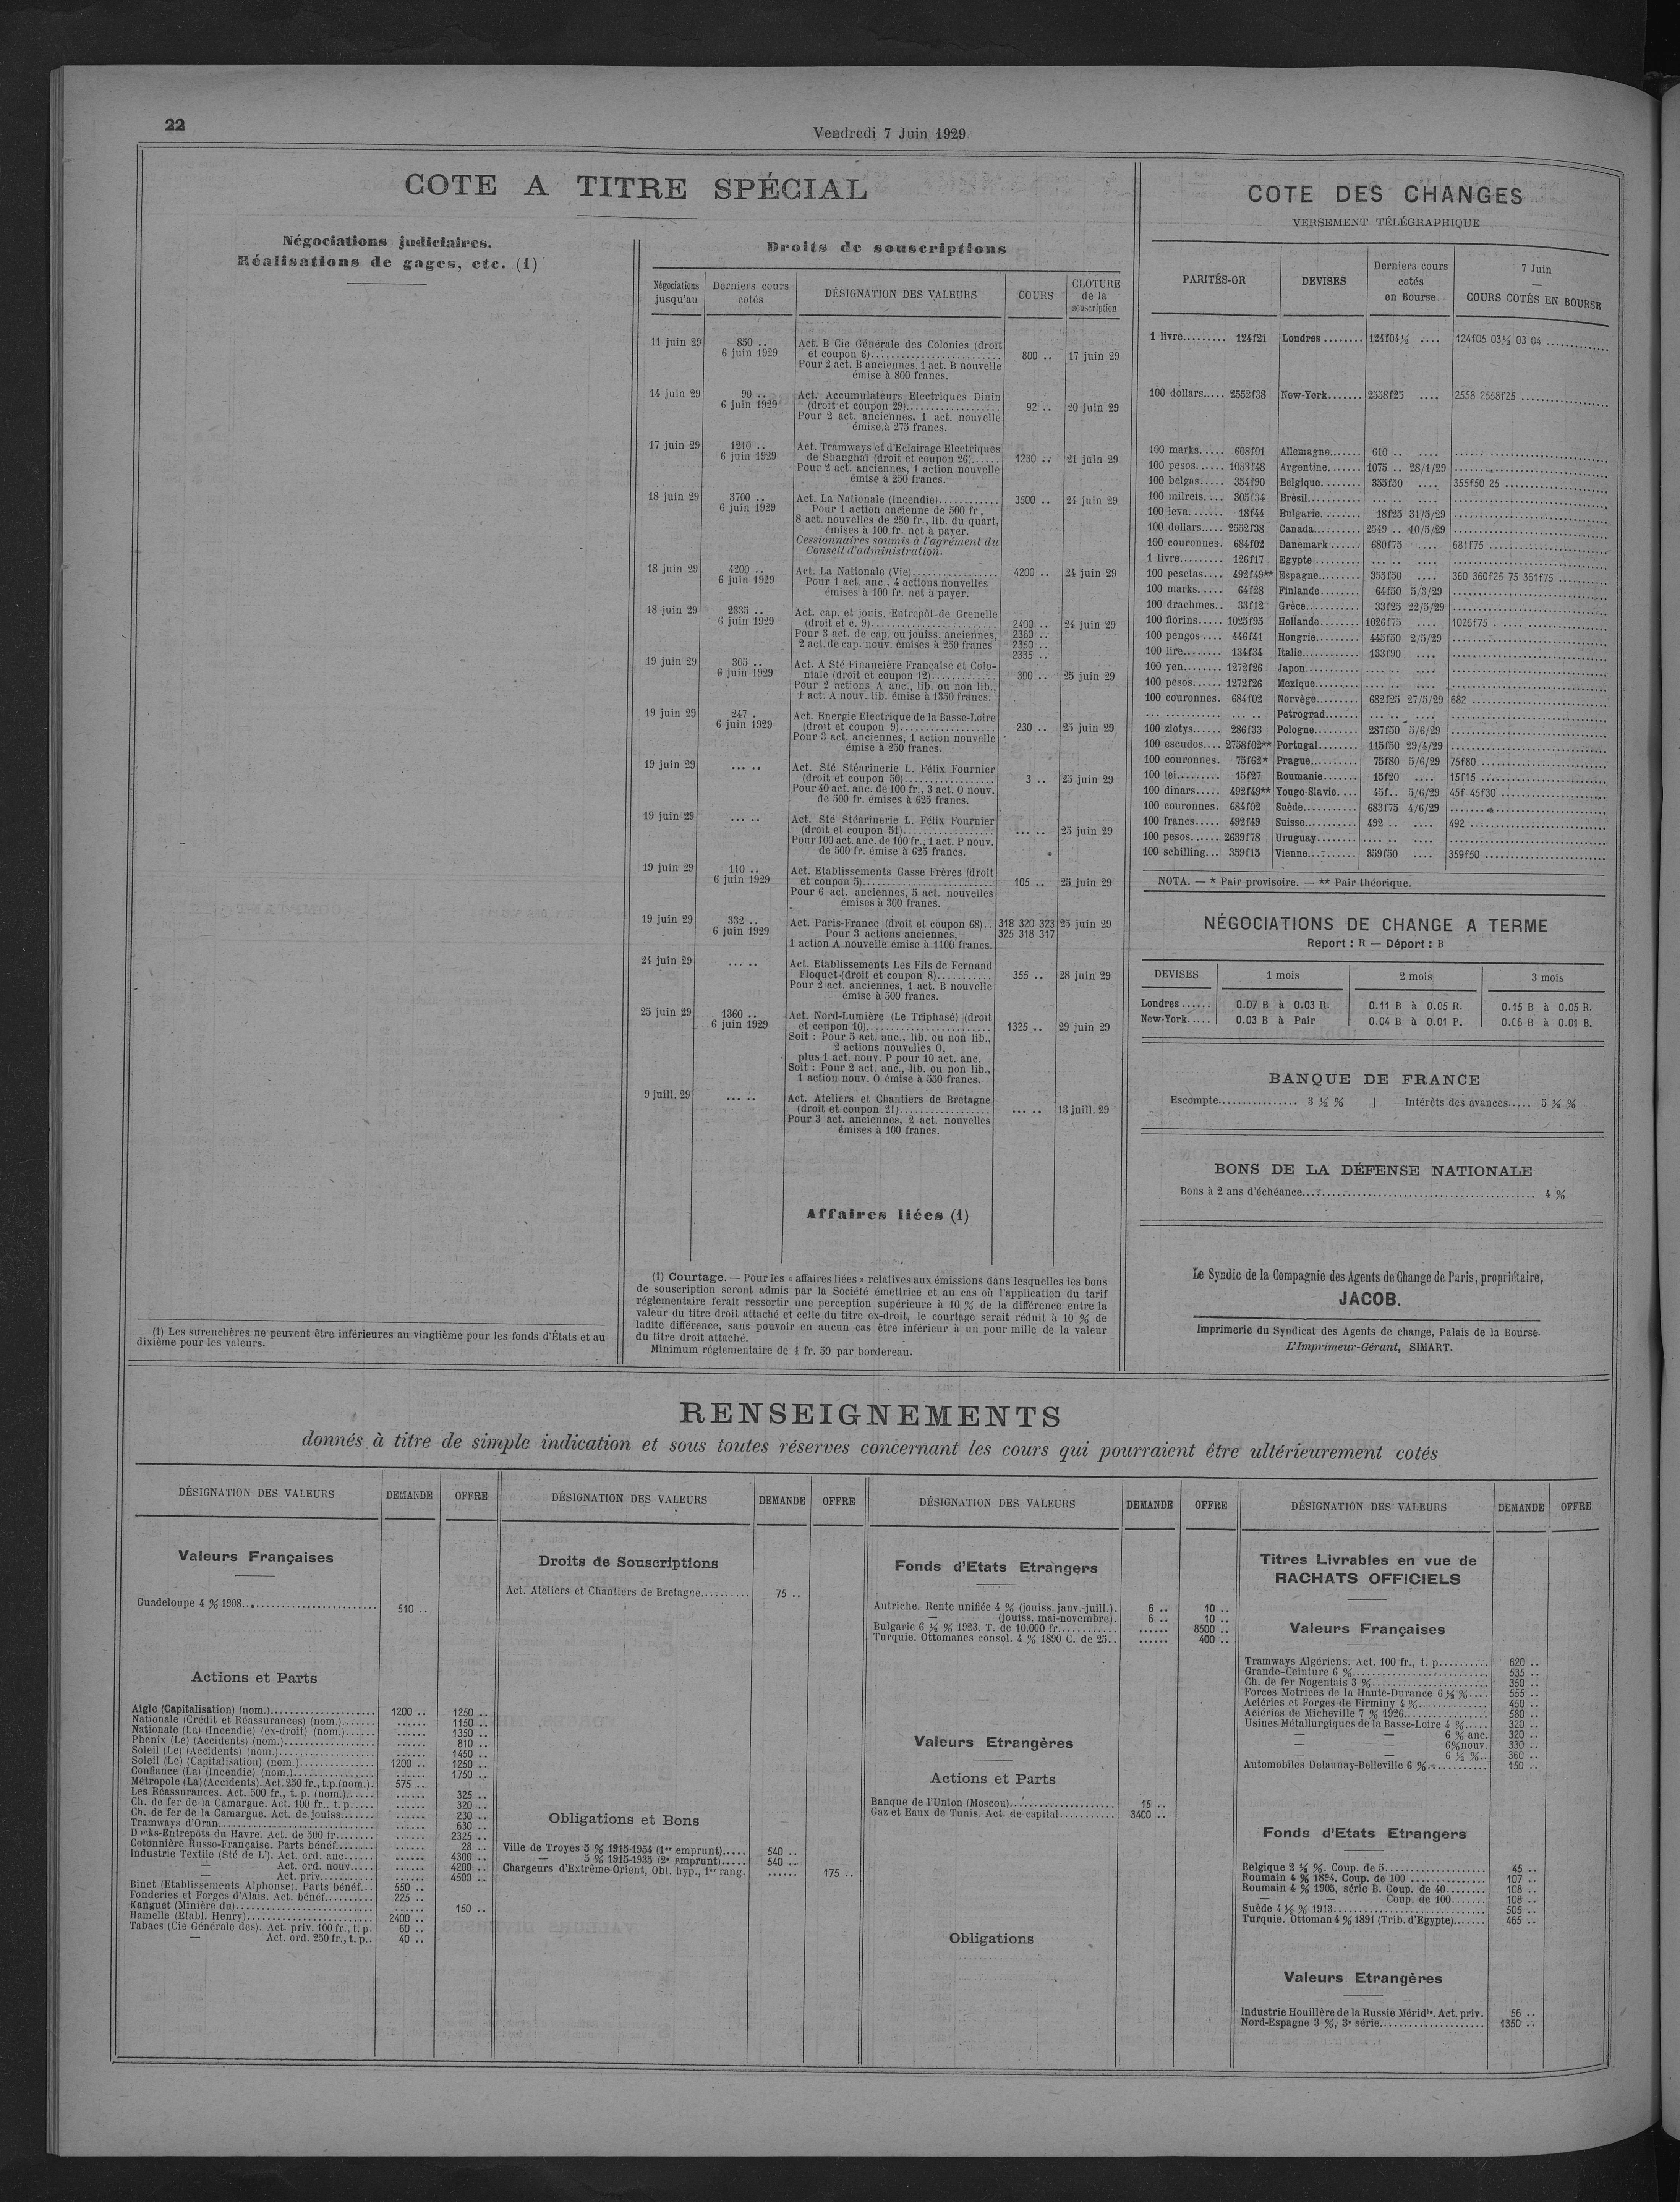 22
Vendredi 7 Juin 1929
COTE A TITRE SPÉCIAL
Négociations judiciaires.
Réalisations de gages, etc. (1)
(1) Les surenchères ne peuvent être inférieures au vingtième pour les fonds d'États et au
dixième pour les valeurs.
Droits de souscriptions
Négociations jusqu'au | Derniers cours cotés | DÉSIGNATION DES VALEURS | COURS | CLOTURE de la souscription
11 juin 29 850 .. Act. B Cie Générale des Colonies (droit
6 juin 1929 et coupon 6) 800 .. 17 juin 29
Pour 2 act. B anciennes, 1 act. B nouvelle
émise à 800 francs.
14 juin 29 90 .. Act. Accumulateurs Electriques Dinin
6 juin 1929 (droit et coupon 29) 92 .. 20 juin 29
Pour 2 act. anciennes, 1 act. nouvelle
émise à 275 francs.
17 juin 29 1210 .. Act. Tramways et d'Eclairage Electriques
6 juin 1929 de Shanghaï (droit et coupon 26) 1230 .. 21 juin 29
Pour 2 act. anciennes, 1 action nouvelle
émise à 250 francs.
18 juin 29 3700 .. Act. La Nationale (Incendie) 3500 .. 24 juin 29
6 juin 1929 Pour 1 action ancienne de 500 fr,
8 act. nouvelles de 250 fr., lib. du quart,
émises à 100 fr. net à payer.
Cessionnaires soumis à l'agrément du
Conseil d'administration.
18 juin 29 4200 .. Act. La Nationale (Vie) 4200 .. 24 juin 29
6 juin 1929 Pour 1 act. anc., 4 actions nouvelles
émises à 100 fr. net à payer.
18 juin 29 2335 .. Act. cap. et jouis. Entrepôt de Grenelle
6 juin 1929 (droit et c. 9) 2400 .. 24 juin 29
Pour 3 act. de cap. ou jouiss. anciennes, 2360 ..
2 act. de cap. nouv. émises à 250 francs 2350 ..
2335 ..
19 juin 29 305 .. Act. A Sté Financière Française et Colo-
6 juin 1929 niale (droit et coupon 12) 300 .. 25 juin 29
Pour 2 actions A anc., lib. ou non lib.,
1 act. A nouv. lib. émise à 1350 francs.
19 juin 29 247 . Act. Energie Electrique de la Basse-Loire
6 juin 1929 (droit et coupon 9) 230 .. 25 juin 29
Pour 3 act. anciennes, 1 action nouvelle
émise à 250 francs.
19 juin 29 ... .. Act. Sté Stéarinerie L. Félix Fournier
(droit et coupon 50) 3 .. 25 juin 29
Pour 40 act. anc. de 100 fr., 3 act. O nouv.
de 500 fr. émises à 625 francs.
19 juin 29 ... .. Act. Sté Stéarinerie L. Félix Fournier
(droit et coupon 51) ... .. 25 juin 29
Pour 100 act. anc. de 100 fr., 1 act. P nouv.
de 500 fr. émise à 625 francs.
19 juin 29 110 .. Act. Etablissements Gasse Frères (droit
6 juin 1929 et coupon 5) 105 .. 25 juin 29
Pour 6 act. anciennes, 5 act. nouvelles
émises à 300 francs.
19 juin 29 332 .. Act. Paris-France (droit et coupon 68).. 318 320 323 25 juin 29
6 juin 1929 Pour 3 actions anciennes, 325 318 317
1 action A nouvelle émise à 1100 francs.
24 juin 29 ... .. Act. Etablissements Les Fils de Fernand
Floquet (droit et coupon 8) 355 .. 28 juin 29
Pour 2 act. anciennes, 1 act. B nouvelle
émise à 500 francs.
25 juin 29 1360 .. Act. Nord-Lumière (Le Triphasé) (droit
6 juin 1929 et coupon 10) 1325 .. 29 juin 29
Soit : Pour 5 act. anc., lib. ou non lib.,
2 actions nouvelles O,
plus 1 act. nouv. P pour 10 act. anc.
Soit : Pour 2 act. anc., lib. ou non lib.,
1 action nouv. O émise à 550 francs.
9 juill. 29 ... .. Act. Ateliers et Chantiers de Bretagne
(droit et coupon 21) ... .. 13 juill. 29
Pour 3 act. anciennes, 2 act. nouvelles
émises à 100 francs.
Affaires liées (1)
(1) Courtage. — Pour les « affaires liées » relatives aux émissions dans lesquelles les bons
de souscription seront admis par la Société émettrice et au cas où l'application du tarif
réglementaire ferait ressortir une perception supérieure à 10 % de la différence entre la
valeur du titre droit attaché et celle du titre ex-droit, le courtage serait réduit à 10 % de
ladite différence, sans pouvoir en aucun cas être inférieur à un pour mille de la valeur
du titre droit attaché.
Minimum réglementaire de 1 fr. 50 par bordereau.
COTE DES CHANGES
VERSEMENT TÉLÉGRAPHIQUE
PARITÉS-OR | DEVISES | Derniers cours cotés en Bourse | 7 Juin — COURS COTÉS EN BOURSE
1 livre 124f21 Londres 124f04½ .... 124f05 03½ 03 04
100 dollars 2552f38 New-York 2558f25 .... 2558 2558f25
100 marks 608f01 Allemagne 610 ..
100 pesos 1083f48 Argentine 1075 .. 28/1/29
100 belgas 354f90 Belgique 355f50 .... 355f50 25
100 milreis 305f34 Brésil
100 leva 18f44 Bulgarie 18f25 31/5/29
100 dollars 2552f38 Canada 2549 .. 10/5/29
100 couronnes. 684f02 Danemark 680f75 .... 681f75
1 livre 126f17 Egypte
100 pesetas 492f49** Espagne 355f50 .... 360 360f25 75 361f75
100 marks 64f28 Finlande 64f50 5/3/29
100 drachmes.. 33f12 Grèce 33f25 22/5/29
100 florins 1025f95 Hollande 1026f75 .... 1026f75
100 pengos 446f41 Hongrie 445f50 2/5/29
100 lire 134f34 Italie 133f90 ....
100 yen 1272f26 Japon
100 pesos 1272f26 Mexique
100 couronnes. 684f02 Norvège 682f25 27/5/29 682
Petrograd
100 zlotys 286f33 Pologne 287f50 5/6/29
100 escudos 2758f02** Portugal 115f50 29/4/29
100 couronnes. 75f62* Prague 75f80 5/6/29 75f80
100 lei 15f27 Roumanie 15f20 .... 15f15
100 dinars 492f49** Yougo-Slavie 45f.. 5/6/29 45f 45f30
100 couronnes. 684f02 Suède 683f75 4/6/29
100 francs 492f49 Suisse 492 .. .... 492
100 pesos 2639f78 Uruguay
100 schilling 359f15 Vienne 359f50 .... 359f50
NOTA. — * Pair provisoire. — ** Pair théorique.
NÉGOCIATIONS DE CHANGE A TERME
Report : R — Déport : B
DEVISES | 1 mois | 2 mois | 3 mois
Londres 0.07 B à 0.03 R. 0.11 B à 0.05 R. 0.15 B à 0.05 R.
New-York 0.03 B à Pair 0.04 B à 0.01 P. 0.06 B à 0.01 B.
BANQUE DE FRANCE
Escompte 3 ½ % | Intérêts des avances 5 ½ %
BONS DE LA DÉFENSE NATIONALE
Bons à 2 ans d'échéance 4 %
Le Syndic de la Compagnie des Agents de Change de Paris, propriétaire,
JACOB.
Imprimerie du Syndicat des Agents de change, Palais de la Bourse.
L'Imprimeur-Gérant, SIMART.
RENSEIGNEMENTS
donnés à titre de simple indication et sous toutes réserves concernant les cours qui pourraient être ultérieurement cotés
DÉSIGNATION DES VALEURS | DEMANDE | OFFRE
Valeurs Françaises
Guadeloupe 4 % 1908 510 ..
Actions et Parts
Aigle (Capitalisation) (nom.) 1200 .. 1250 ..
Nationale (Crédit et Réassurances) (nom.) ...... 1150 ..
Nationale (La) (Incendie) (ex-droit) (nom.) ...... 1350 ..
Phenix (Le) (Accidents) (nom.) ...... 810 ..
Soleil (Le) (Accidents) (nom.) ...... 1450 ..
Soleil (Le) (Capitalisation) (nom.) 1200 .. 1250 ..
Confiance (La) (Incendie) (nom.) ...... 1750 ..
Métropole (La) (Accidents). Act. 250 fr., t.p. (nom.). 575 ..
Les Réassurances. Act. 500 fr., t. p. (nom.) ...... 325 ..
Ch. de fer de la Camargue. Act. 100 fr., t. p. ...... 320 ..
Ch. de fer de la Camargue. Act. de jouiss. ...... 230 ..
Tramways d'Oran ...... 630 ..
Docks-Entrepôts du Havre. Act. de 500 fr. ...... 2325 ..
Cotonnière Russo-Française. Parts bénéf. ...... 28 ..
Industrie Textile (Sté de L'). Act. ord. anc. ...... 4300 ..
— Act. ord. nouv. ...... 4200 ..
— Act. priv. ...... 4500 ..
Binet (Etablissements Alphonse). Parts bénéf. 550 ..
Fonderies et Forges d'Alais. Act. bénéf. 225 ..
Kanguet (Minière du) ...... 150 ..
Hamelle (Etabl. Henry) 2400 ..
Tabacs (Cie Générale des). Act. priv. 100 fr., t. p. 60 ..
— Act. ord. 250 fr., t. p. 40 ..
DÉSIGNATION DES VALEURS | DEMANDE | OFFRE
Droits de Souscriptions
Act. Ateliers et Chantiers de Bretagne 75 ..
Obligations et Bons
Ville de Troyes 5 % 1915-1954 (1er emprunt) 540 ..
— 5 % 1915-1935 (2e emprunt) 540 ..
Chargeurs d'Extrême-Orient, Obl. hyp., 1er rang. ...... 175 ..
DÉSIGNATION DES VALEURS | DEMANDE | OFFRE
Fonds d'Etats Etrangers
Autriche. Rente unifiée 4 % (jouiss. janv.-juill.). 6 .. 10 ..
— (jouiss. mai-novembre). 6 .. 10 ..
Bulgarie 6 ½ % 1923. T. de 10.000 fr. ...... 8500 ..
Turquie. Ottomanes consol. 4 % 1890 C. de 25.. ...... 400 ..
Valeurs Etrangères
Actions et Parts
Banque de l'Union (Moscou) 15 ..
Gaz et Eaux de Tunis. Act. de capital 3400 ..
Obligations
DÉSIGNATION DES VALEURS | DEMANDE | OFFRE
Titres Livrables en vue de
RACHATS OFFICIELS
Valeurs Françaises
Tramways Algériens. Act. 100 fr., t. p. 620 ..
Grande-Ceinture 6 % 535 ..
Ch. de fer Nogentais 3 % 350 ..
Forces Motrices de la Haute-Durance 6 ½ % 555 ..
Aciéries et Forges de Firminy 4 % 450 ..
Aciéries de Micheville 7 % 1926 580 ..
Usines Métallurgiques de la Basse-Loire 4 % 320 ..
— — 6 % anc. 320 ..
— — 6% nouv. 330 ..
— — 6 ½ % 360 ..
Automobiles Delaunay-Belleville 6 % 150 ..
Fonds d'Etats Etrangers
Belgique 2 ½ %. Coup. de 5 45 ..
Roumain 4 % 1894. Coup. de 100 107 ..
Roumain 4 % 1905, série B. Coup. de 40 108 ..
— — Coup. de 100 108 ..
Suède 4 ½ % 1913 505 ..
Turquie. Ottoman 4 % 1891 (Trib. d'Egypte) 465 ..
Valeurs Etrangères
Industrie Houillère de la Russie Méridle. Act. priv. 56 ..
Nord-Espagne 3 %, 3e série 1350 ..